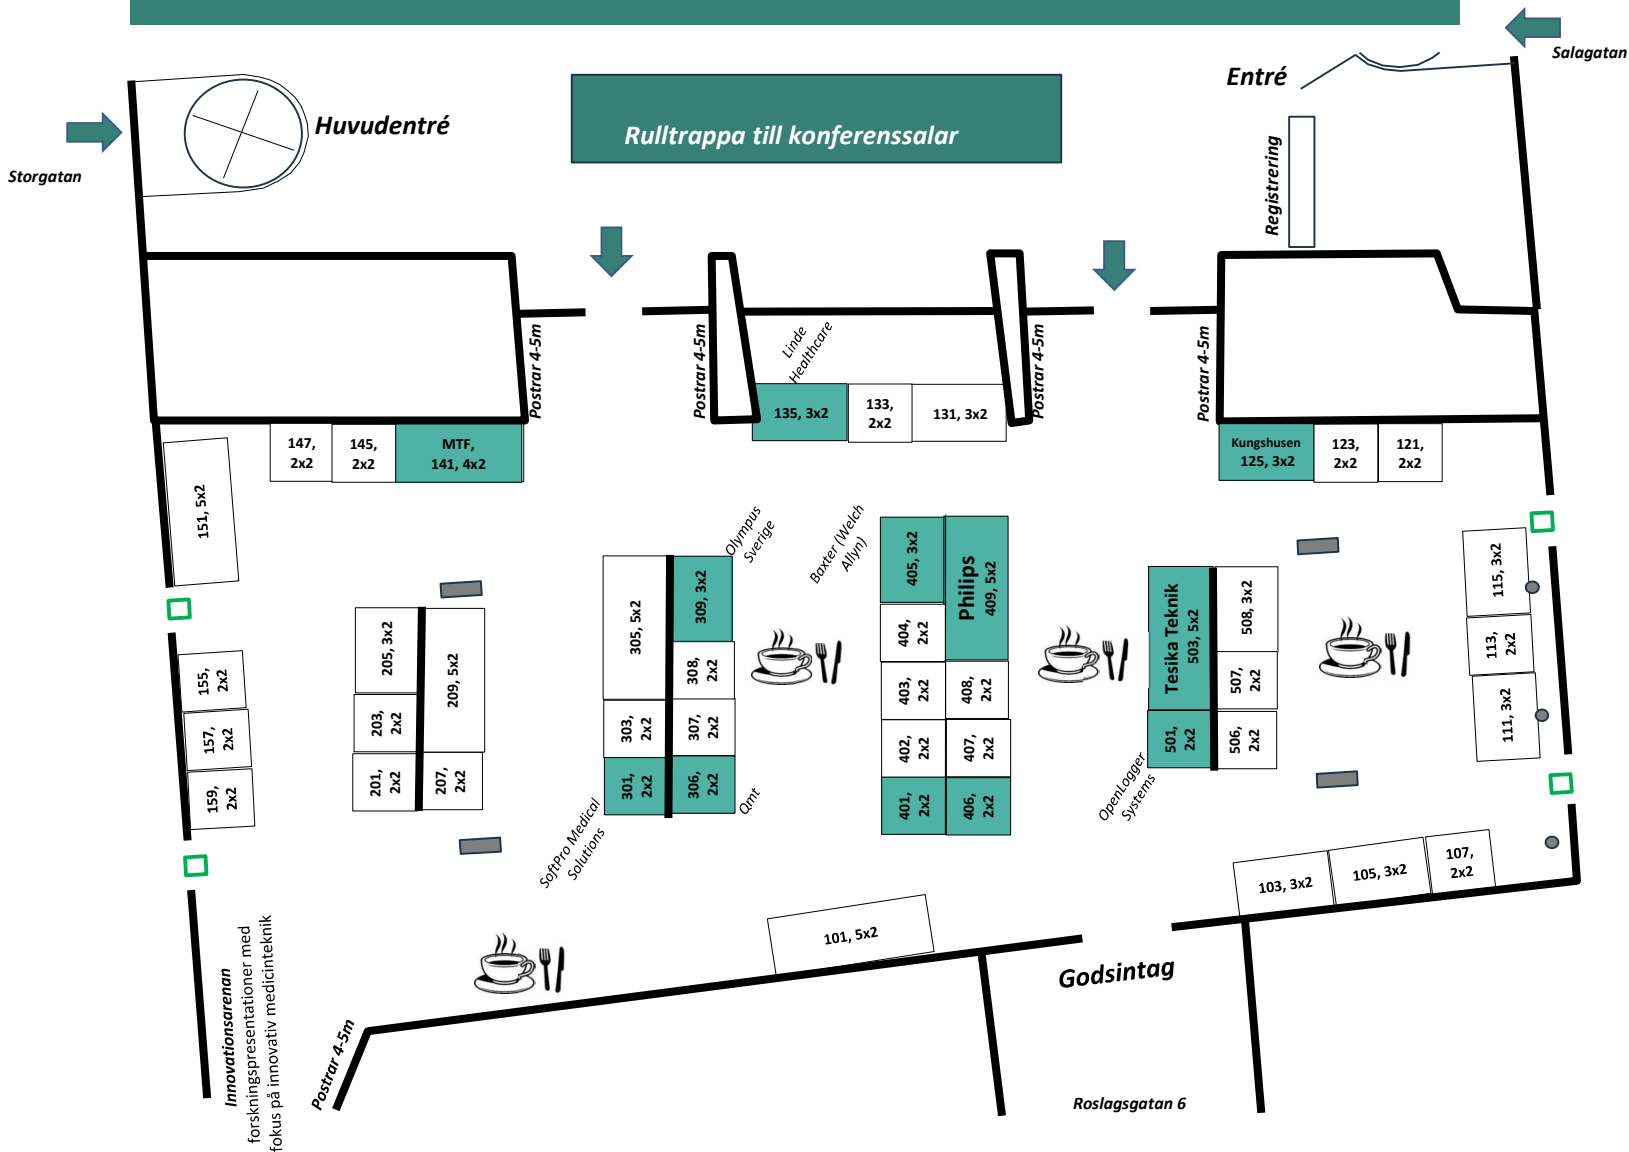 Salagatan
Entré
Huvudentré
Rulltrappa till konferenssalar
Storgatan
Registrering
Postrar 4-5m
Postrar 4-5m
Linde
Healthcare
Postrar 4-5m
Postrar 4-5m
135, 3x2
133,
2x2
131, 3x2
147,
2x2
145,
2x2
MTF,
141, 4x2
Kungshusen
125, 3x2
123,
2x2
121,
2x2
151, 5x2
155,
2x2
157,
2x2
159,
2x2
205, 3x2
203,
2x2
201,
2x2
209, 5x2
207,
2x2
305, 5x2
303,
2x2
301,
2x2
Olympus
Sverige
309, 3x2
308,
2x2
307,
2x2
306,
2x2
SoftPro Medical
Solutions
Qmt
Baxter (Welch
Allyn)
405, 3x2
404,
2x2
403,
2x2
402,
2x2
401,
2x2
Philips
409, 5x2
408,
2x2
407,
2x2
406,
2x2
Tesika Teknik
503, 5x2
501,
2x2
OpenLogger
Systems
508, 3x2
507,
2x2
506,
2x2
115, 3x2
113,
2x2
111, 3x2
103, 3x2
105, 3x2
107,
2x2
101, 5x2
Godsintag
Innovationsarenan
forskningspresentationer med
fokus på innovativ medicinteknik
Postrar 4-5m
Roslagsgatan 6